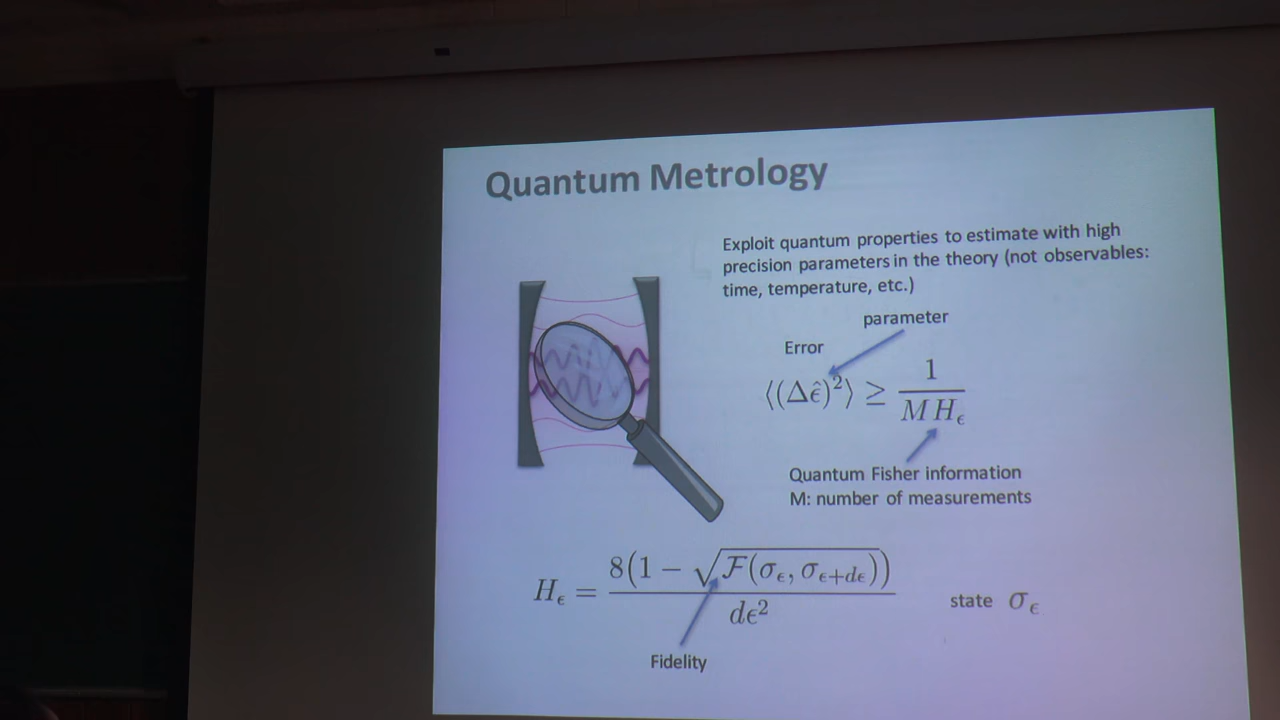 Quantum Metrology
Exploit quantum properties to estimate with high
precision parameters in the theory (not observables:
time, temperature, etc.)
parameter
Error
⟨(Δε̂)²⟩ ≥ 1 / (M H_ε)
Quantum Fisher information
M: number of measurements
H_ε = 8(1 − √F(σ_ε, σ_{ε+dε})) / dε²
state σ_ε
Fidelity